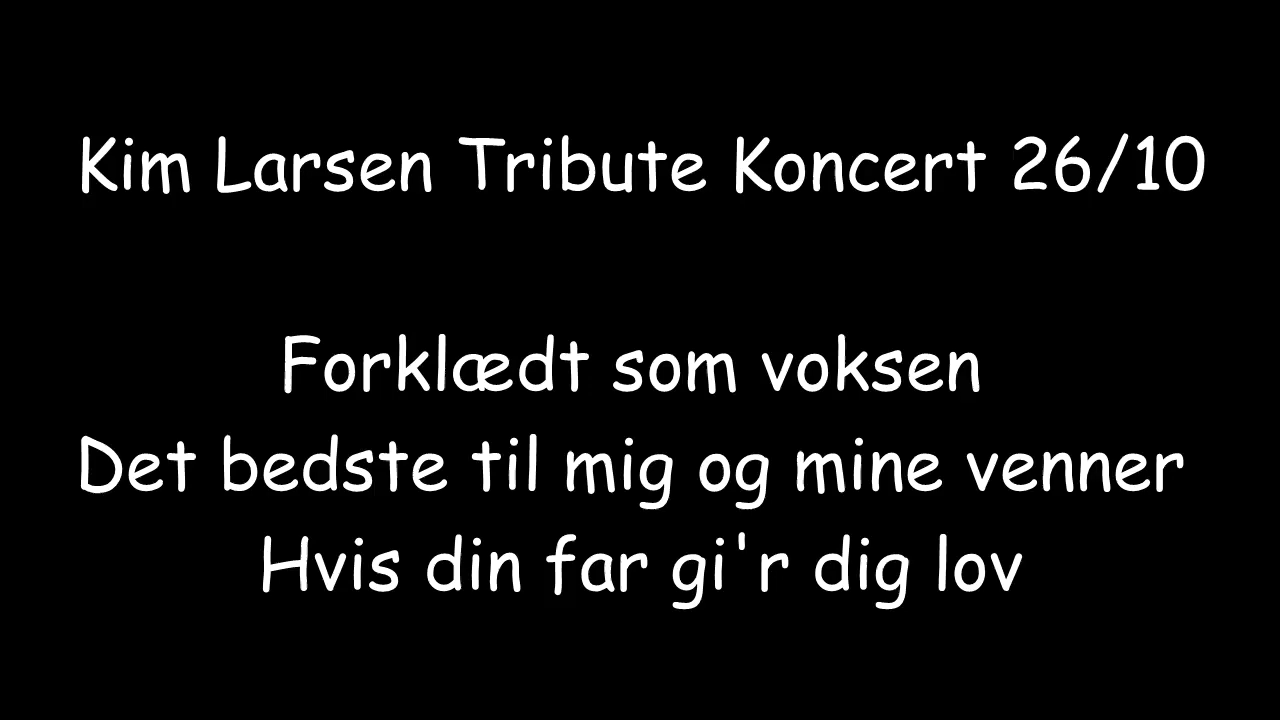 Kim Larsen Tribute Koncert 26/10
Forklædt som voksen
Det bedste til mig og mine venner
Hvis din far gi'r dig lov